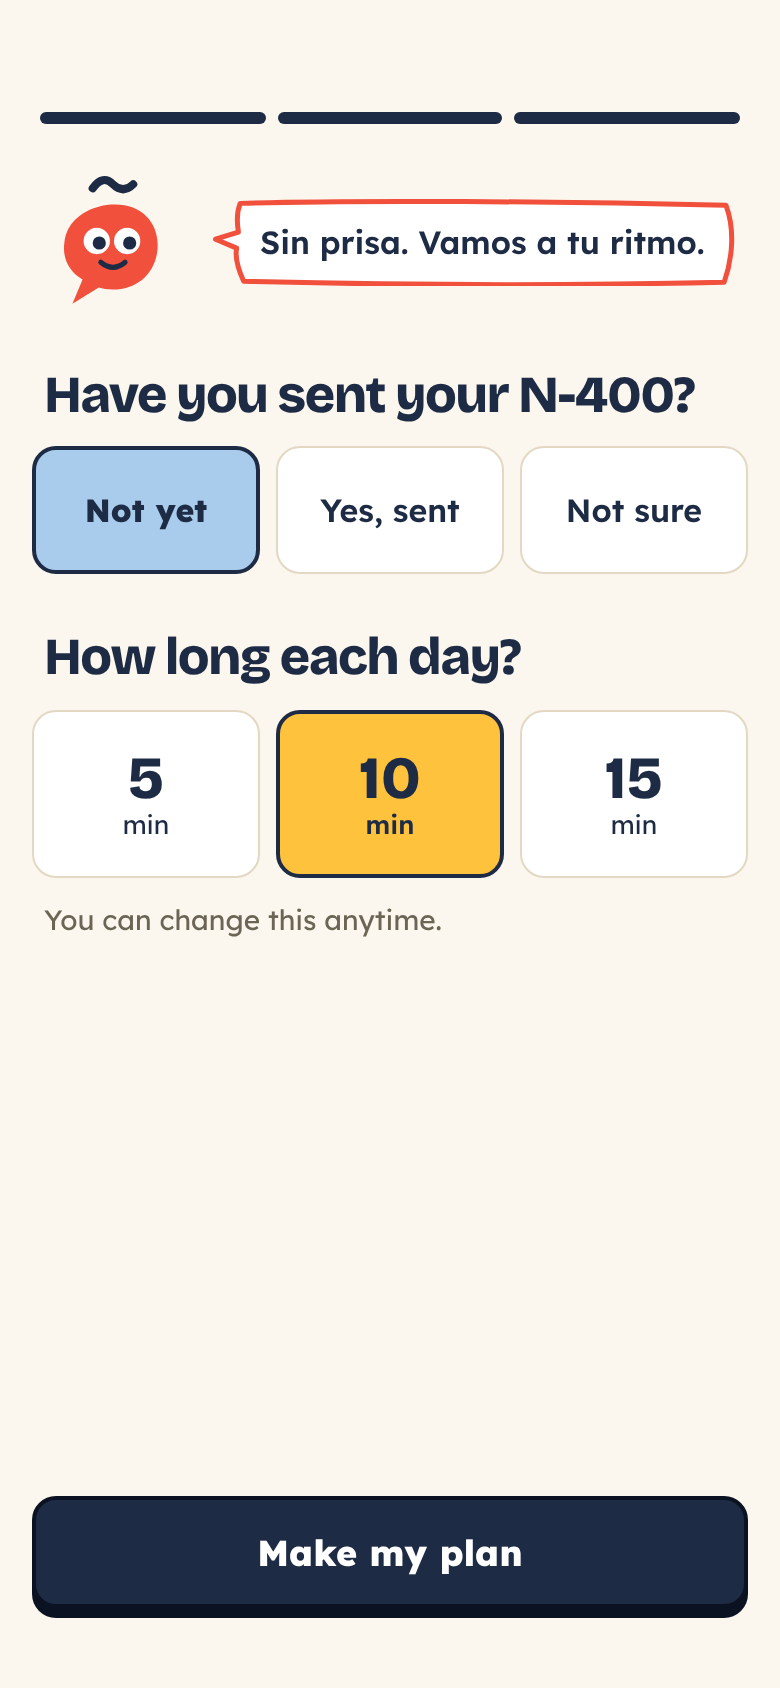 Sin prisa. Vamos a tu ritmo.
Have you sent your N-400?
Not yet
Yes, sent
Not sure
How long each day?
5
min
10
min
15
min
You can change this anytime.
Make my plan